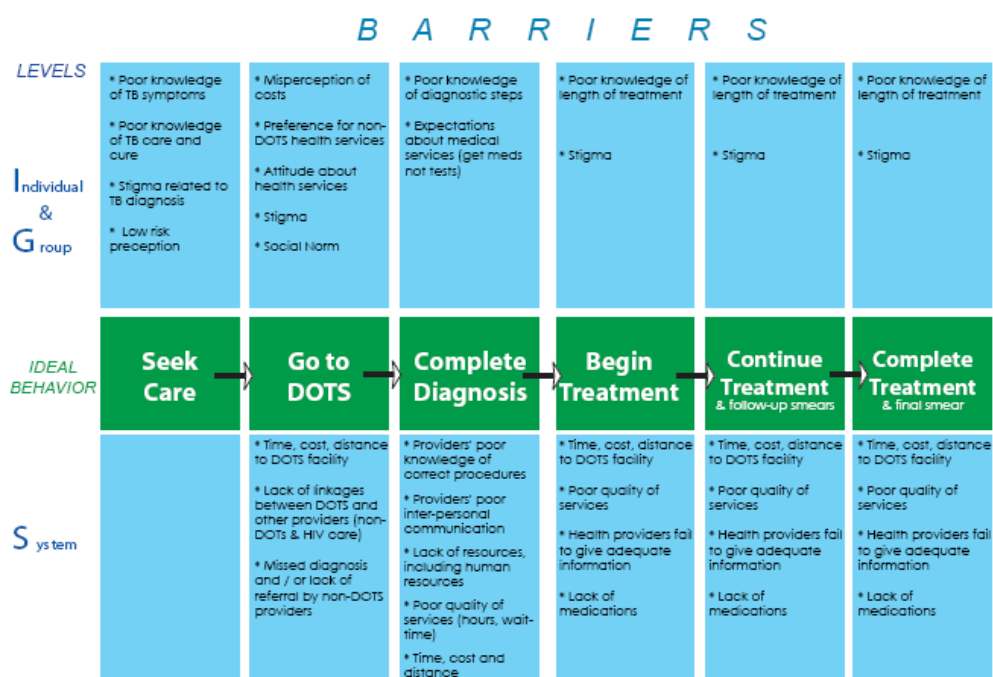 BARRIERS
LEVELS
* Poor knowledge
of TB symptoms
* Poor knowledge
of TB care and
cure
* Stigma related to
TB diagnosis
* Low risk
preception
* Misperception of
costs
* Preference for non-
DOTS health services
* Attitude about
health services
* Stigma
* Social Norm
* Poor knowledge
of diagnostic steps
* Expectations
about medical
services (get meds
not tests)
* Poor knowledge of
length of treatment
* Stigma
* Poor knowledge of
length of treatment
* Stigma
* Poor knowledge of
length of treatment
* Stigma
Individual
&
Group
IDEAL
BEHAVIOR
Seek
Care
Go to
DOTS
Complete
Diagnosis
Begin
Treatment
Continue
Treatment
& follow-up smears
Complete
Treatment
& final smear
System
* Time, cost, distance
to DOTS facility
* Lack of linkages
between DOTS and
other providers (non-
DOTs & HIV care)
* Missed diagnosis
and / or lack of
referral by non-DOTS
providers
* Providers' poor
knowledge of
correct procedures
* Providers' poor
inter-personal
communication
* Lack of resources,
including human
resources
* Poor quality of
services (hours, wait-
time)
* Time, cost and
distance
* Time, cost, distance
to DOTS facility
* Poor quality of
services
* Health providers fail
to give adequate
information
* Lack of
medications
* Time, cost, distance
to DOTS facility
* Poor quality of
services
* Health providers fail
to give adequate
information
* Lack of
medications
* Time, cost, distance
to DOTS facility
* Poor quality of
services
* Health providers fail
to give adequate
information
* Lack of
medications